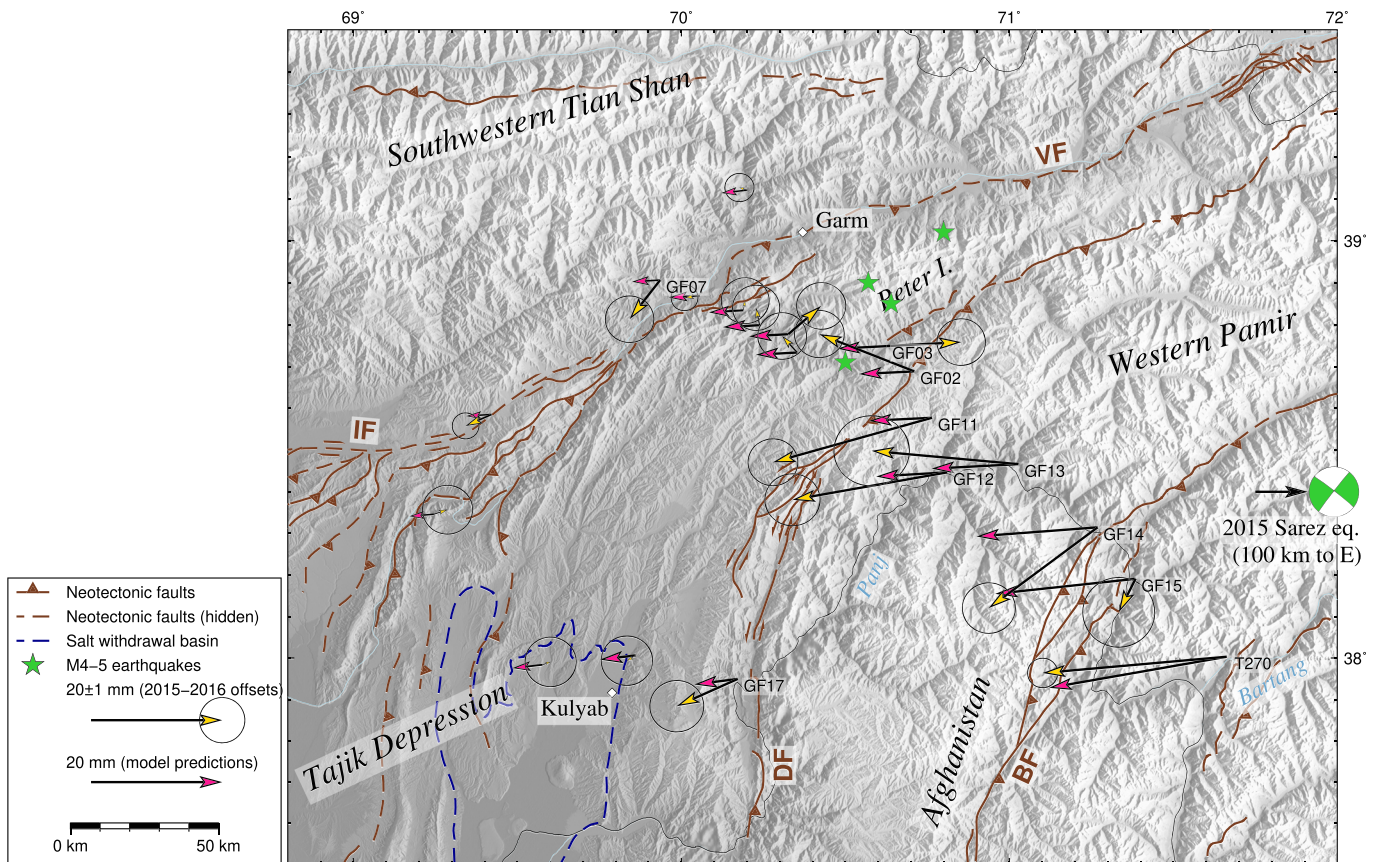 69°
70°
71°
72°
Southwestern Tian Shan
VF
Garm
39°
Peter I.
GF07
GF03
GF02
Western Pamir
GF11
IF
GF13
GF12
2015 Sarez eq.
(100 km to E)
GF14
Panj
GF15
38°
T270
Bartang
GF17
Kulyab
Tajik Depression
Afghanistan
DF
BF
Neotectonic faults
Neotectonic faults (hidden)
Salt withdrawal basin
M4−5 earthquakes
20±1 mm (2015−2016 offsets)
20 mm (model predictions)
0 km
50 km